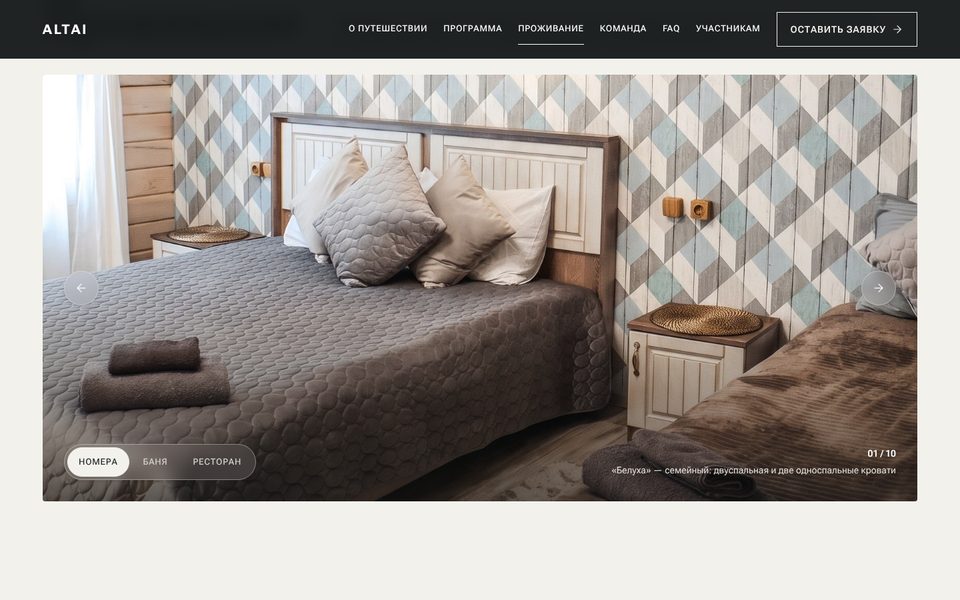 ALTAI
О ПУТЕШЕСТВИИ
ПРОГРАММА
ПРОЖИВАНИЕ
КОМАНДА
FAQ
УЧАСТНИКАМ
ОСТАВИТЬ ЗАЯВКУ →
←
→
НОМЕРА
БАНЯ
РЕСТОРАН
01 / 10
«Белуха» — семейный: двуспальная и две односпальные кровати